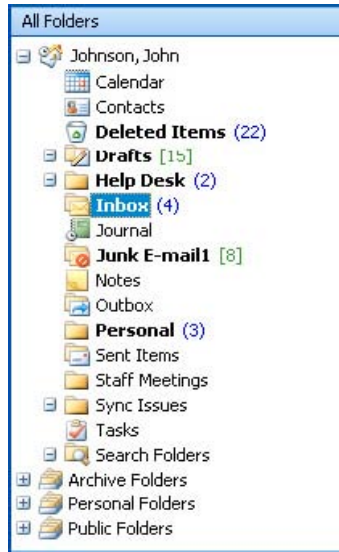 All Folders
Johnson, John
Calendar
Contacts
Deleted Items (22)
Drafts [15]
Help Desk (2)
Inbox (4)
Journal
Junk E-mail1 [8]
Notes
Outbox
Personal (3)
Sent Items
Staff Meetings
Sync Issues
Tasks
Search Folders
Archive Folders
Personal Folders
Public Folders